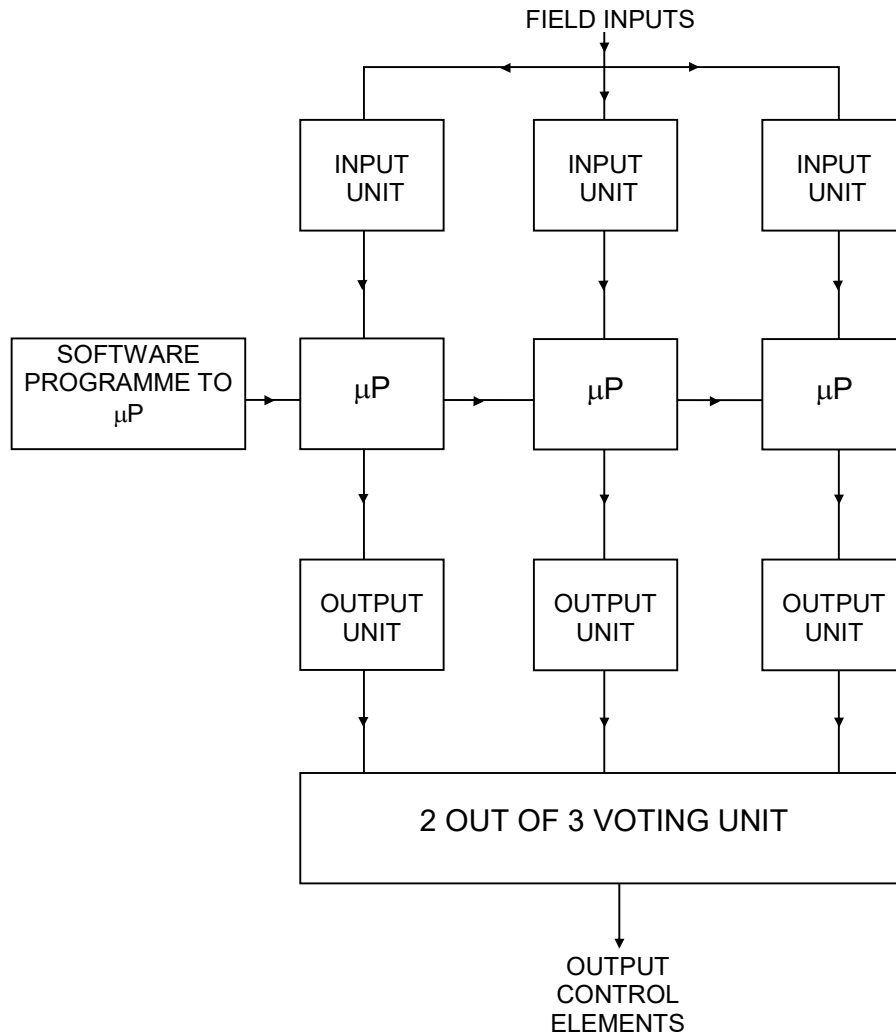 FIELD INPUTS
INPUT
UNIT
INPUT
UNIT
INPUT
UNIT
SOFTWARE
PROGRAMME TO
μP
μP
μP
μP
OUTPUT
UNIT
OUTPUT
UNIT
OUTPUT
UNIT
2 OUT OF 3 VOTING UNIT
OUTPUT
CONTROL
ELEMENTS